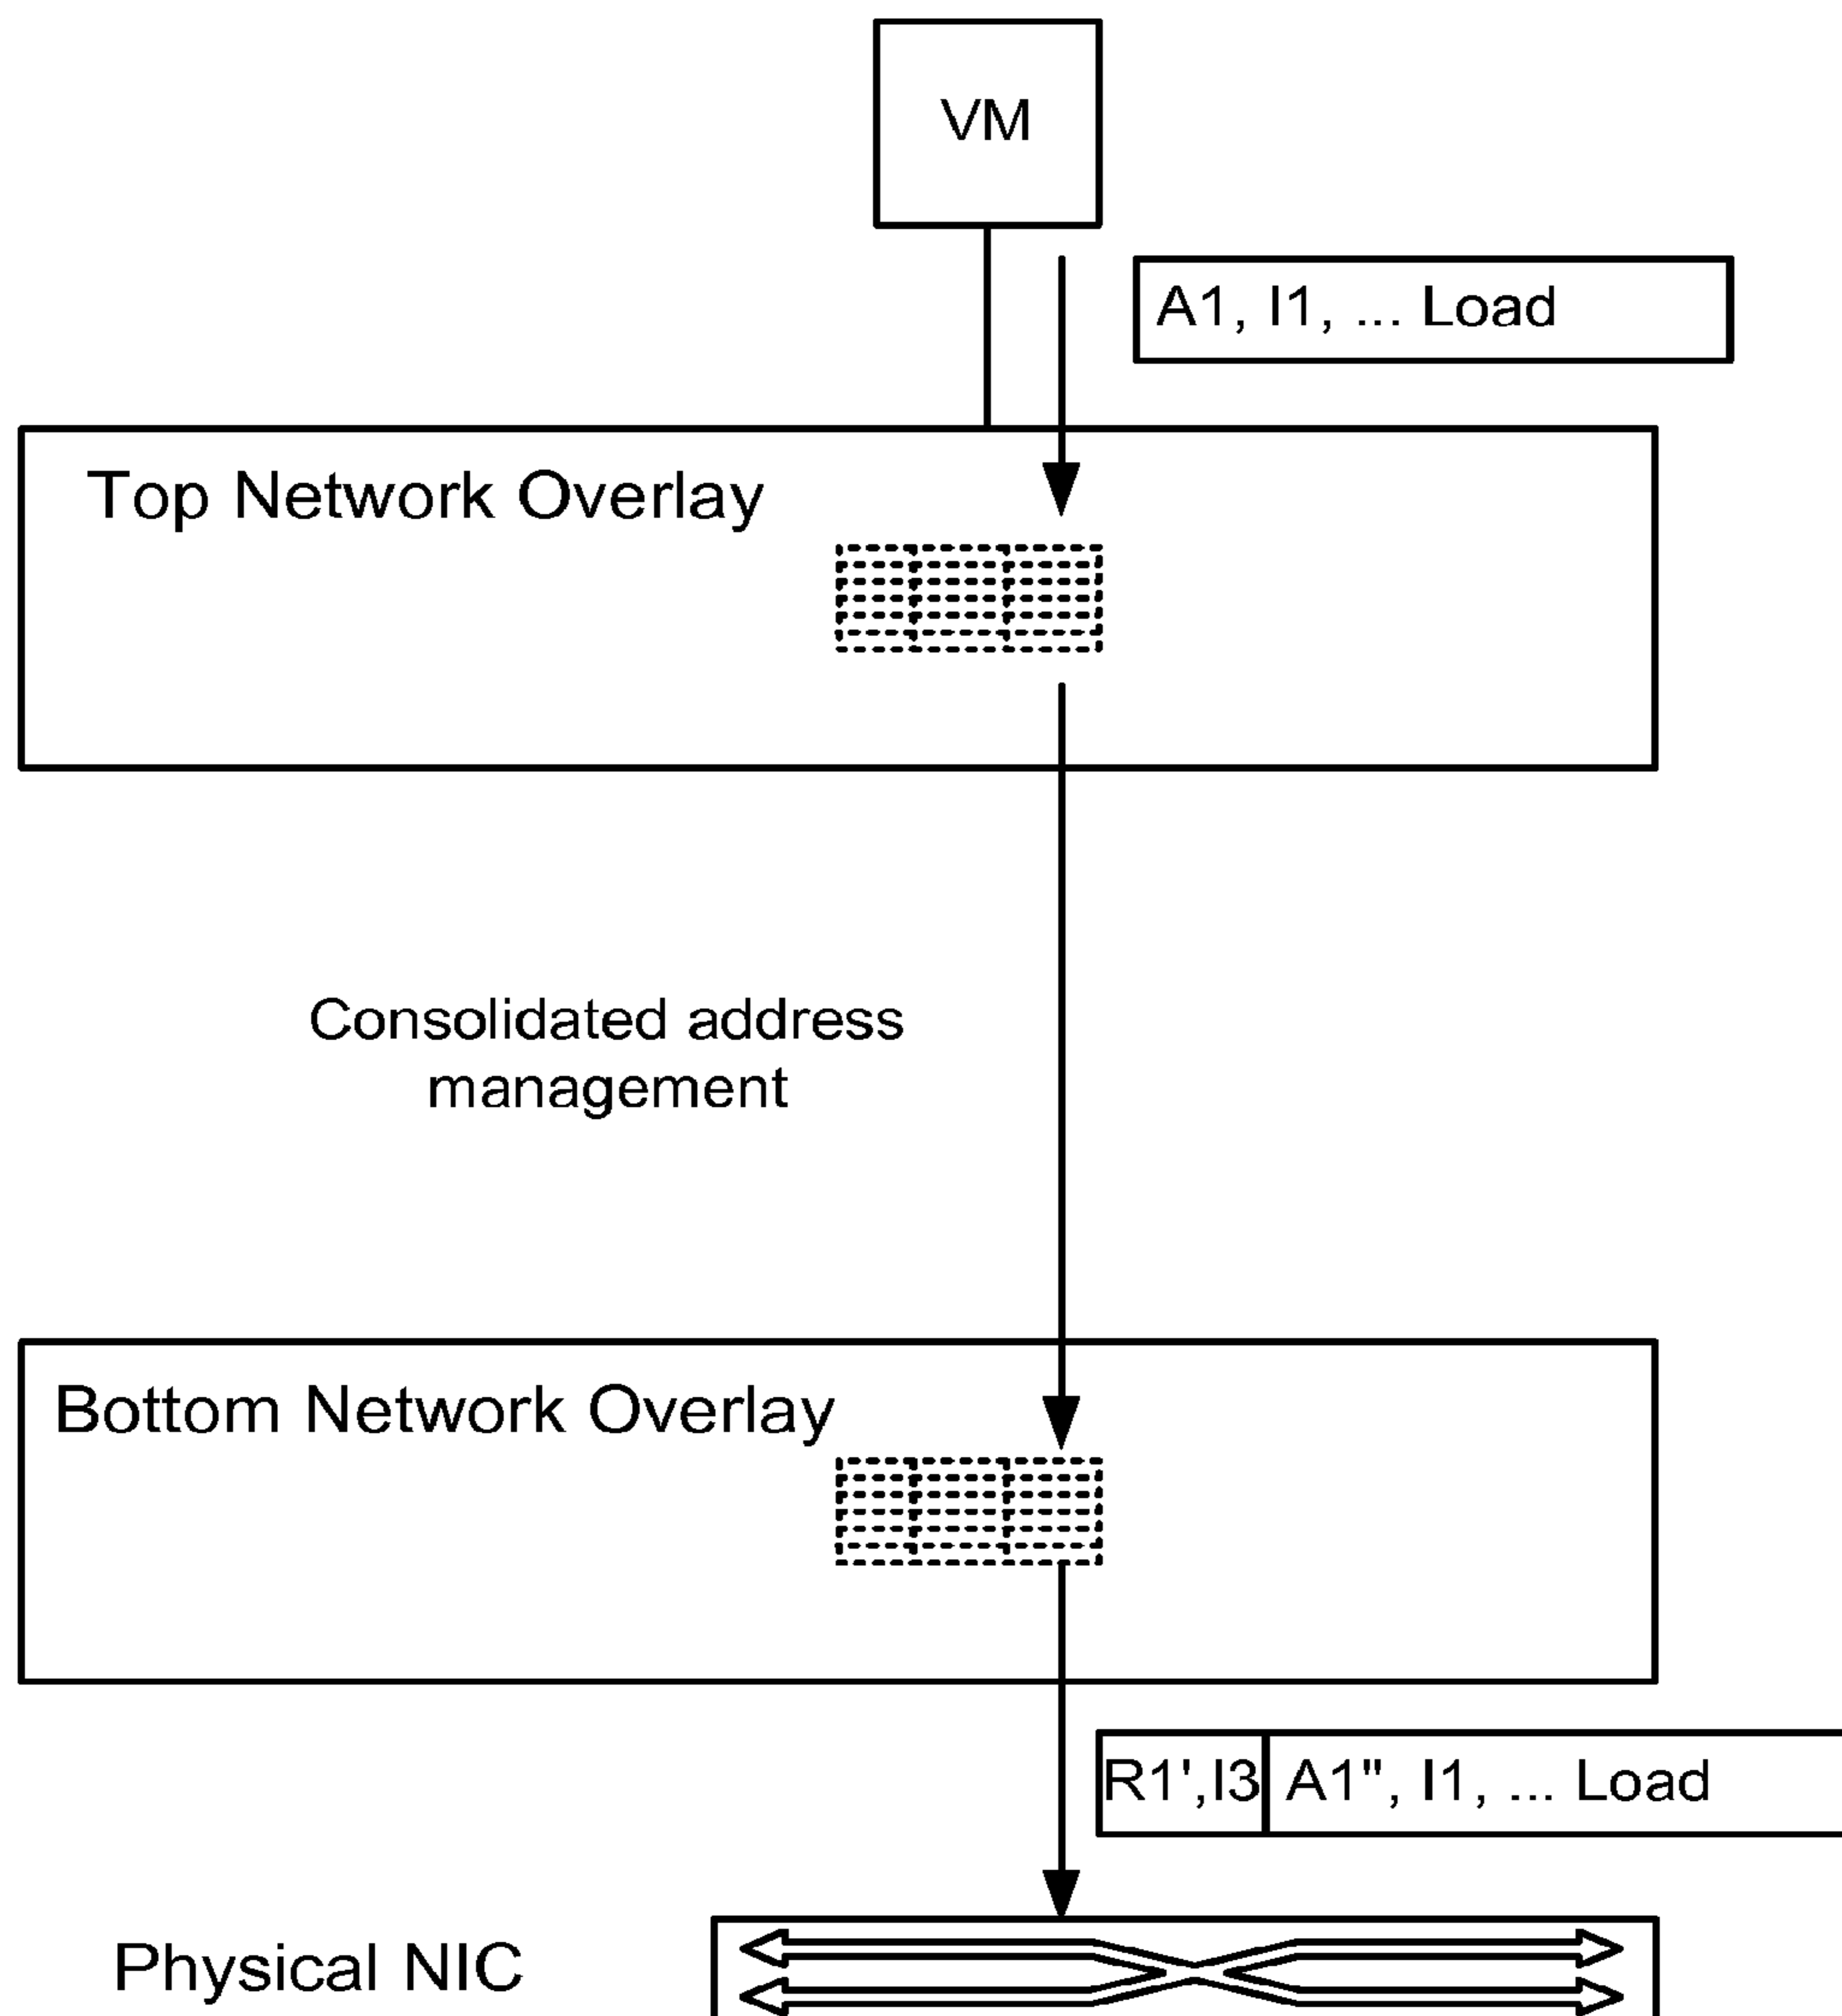 VM
A1, I1, ... Load
Top Network Overlay
Consolidated address
management
Bottom Network Overlay
R1',I3 A1", I1, ... Load
Physical NIC